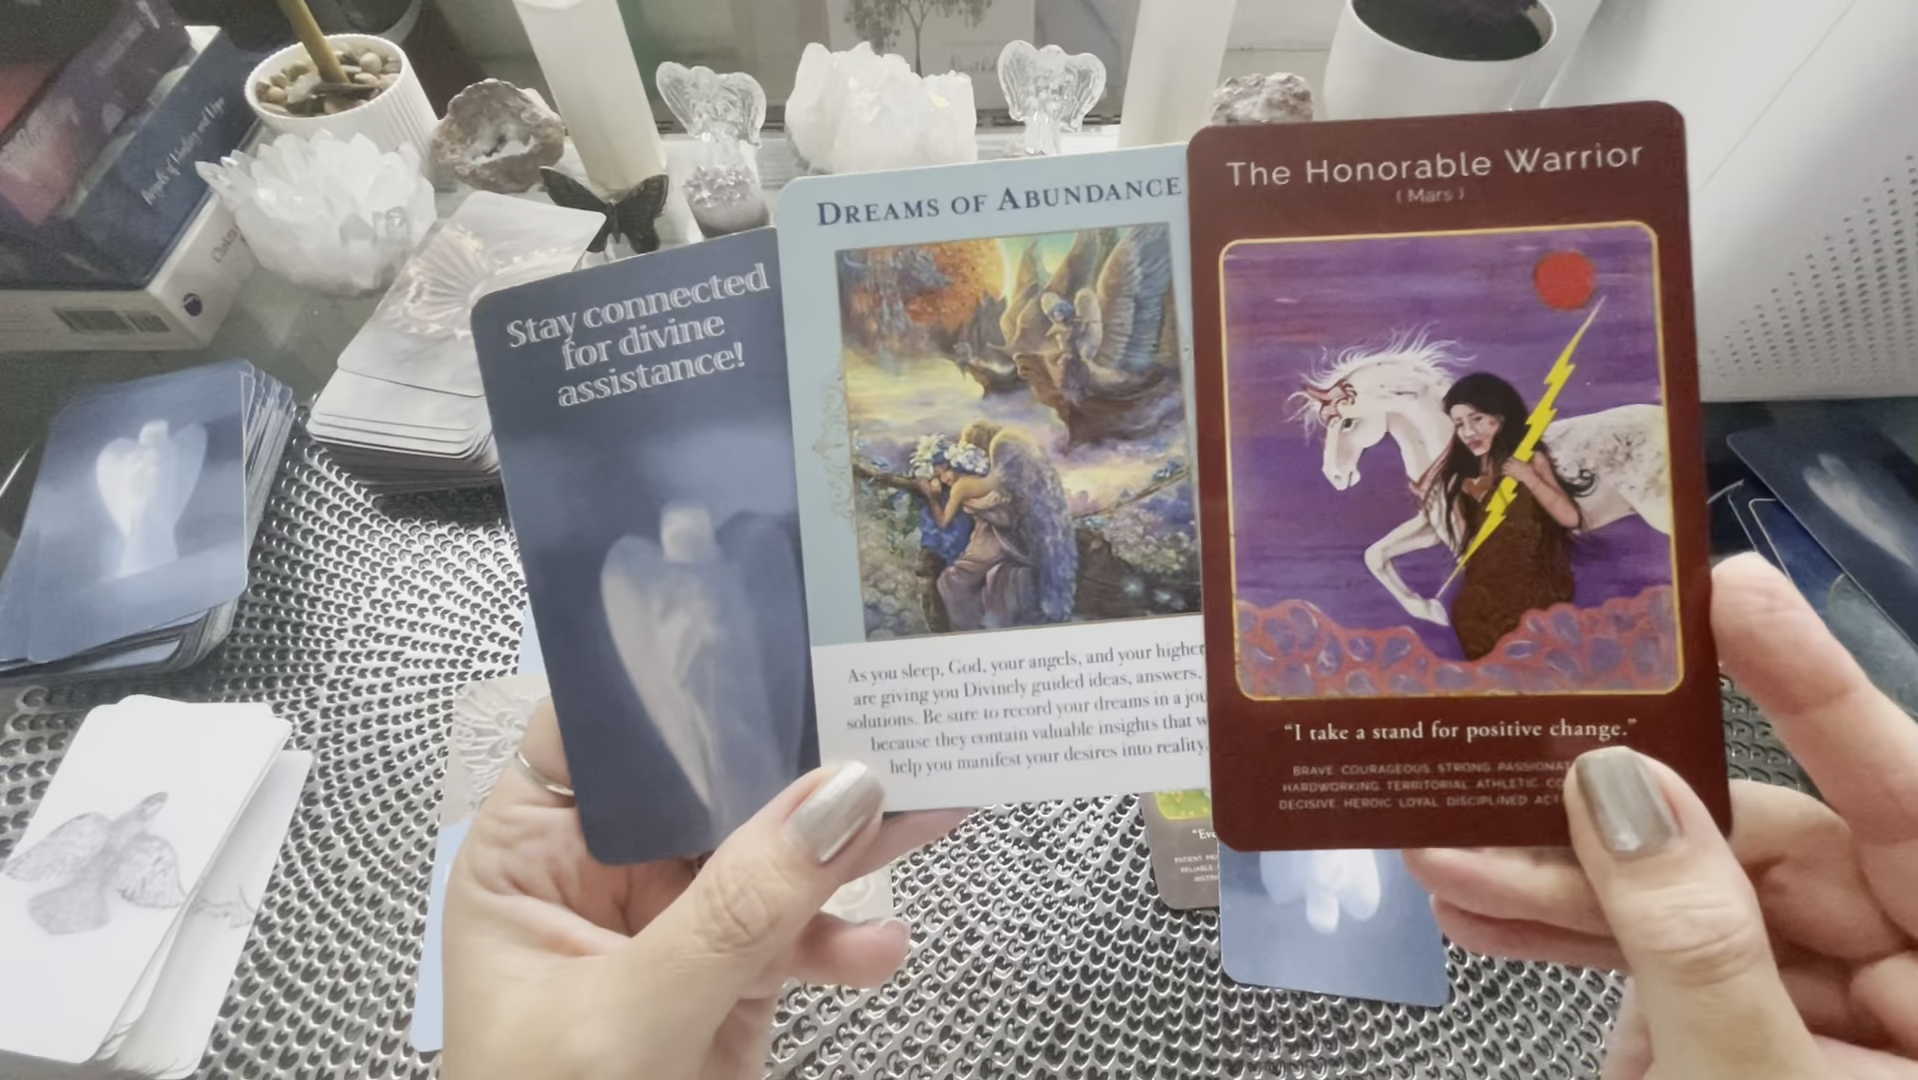 Stay connected
for divine
assistance!
DREAMS OF ABUNDANCE
As you sleep, God, your angels, and your higher
are giving you Divinely guided ideas, answers,
solutions. Be sure to record your dreams in a
because they contain valuable insights that
help you manifest your desires into reality.
The Honorable Warrior
( Mars )
“I take a stand for positive change.”
BRAVE COURAGEOUS STRONG PASSIONAT
HARDWORKING TERRITORIAL ATHLETIC
DECISIVE HEROIC LOYAL DISCIPLINED
PATIENT